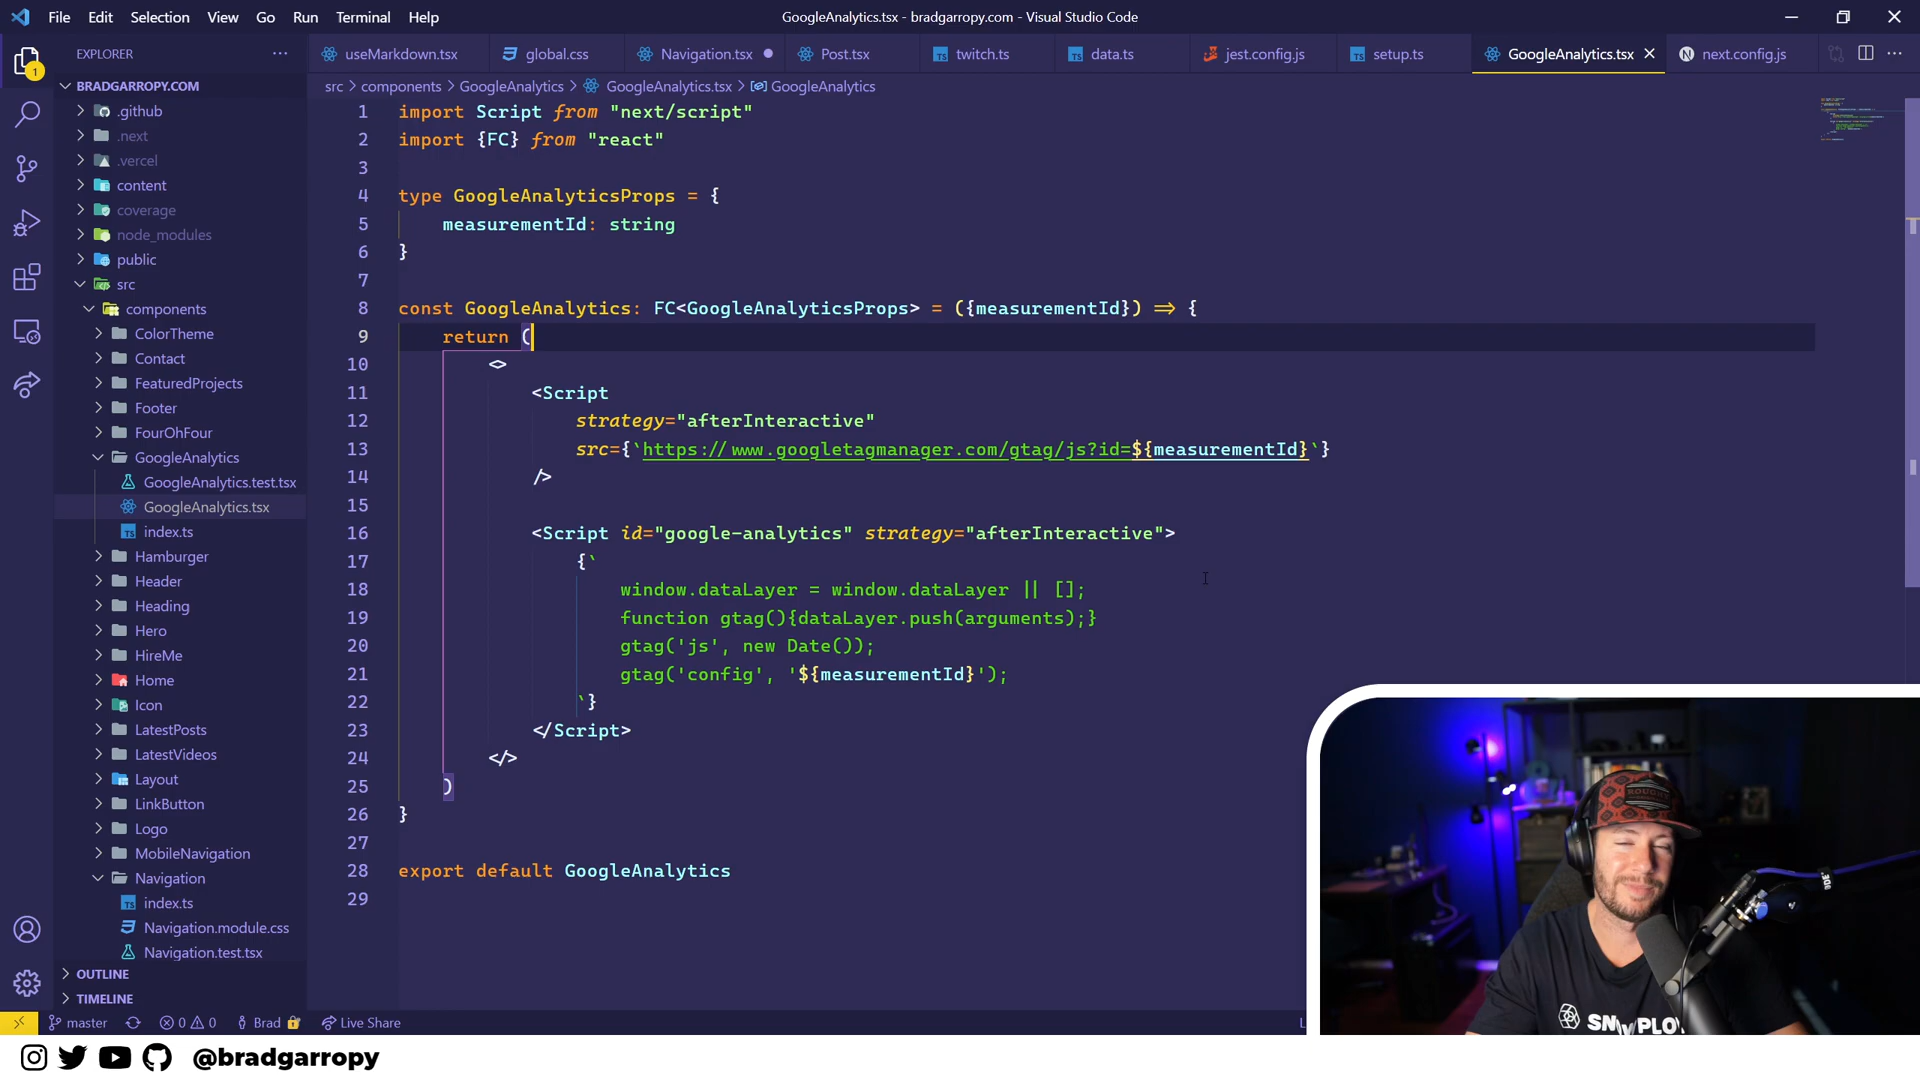 File Edit Selection View Go Run Terminal Help
GoogleAnalytics.tsx - bradgarropy.com - Visual Studio Code
EXPLORER
useMarkdown.tsx global.css Navigation.tsx Post.tsx twitch.ts data.ts jest.config.js setup.ts GoogleAnalytics.tsx next.config.js
1
BRADGARROPY.COM
src > components > GoogleAnalytics > GoogleAnalytics.tsx > GoogleAnalytics
.github
.next
.vercel
content
coverage
node_modules
public
src
components
ColorTheme
Contact
FeaturedProjects
Footer
FourOhFour
GoogleAnalytics
GoogleAnalytics.test.tsx
GoogleAnalytics.tsx
index.ts
Hamburger
Header
Heading
Hero
HireMe
Home
Icon
LatestPosts
LatestVideos
Layout
LinkButton
Logo
MobileNavigation
Navigation
index.ts
Navigation.module.css
Navigation.test.tsx
OUTLINE
TIMELINE
1 import Script from "next/script"
2 import {FC} from "react"
3
4 type GoogleAnalyticsProps = {
5 measurementId: string
6 }
7
8 const GoogleAnalytics: FC<GoogleAnalyticsProps> = ({measurementId}) => {
9 return (
10 <>
11 <Script
12 strategy="afterInteractive"
13 src={`https://www.googletagmanager.com/gtag/js?id=${measurementId}`}
14 />
15
16 <Script id="google-analytics" strategy="afterInteractive">
17 {`
18 window.dataLayer = window.dataLayer || [];
19 function gtag(){dataLayer.push(arguments);}
20 gtag('js', new Date());
21 gtag('config', '${measurementId}');
22 `}
23 </Script>
24 </>
25 )
26 }
27
28 export default GoogleAnalytics
29
master 0 0 Brad Live Share
@bradgarropy